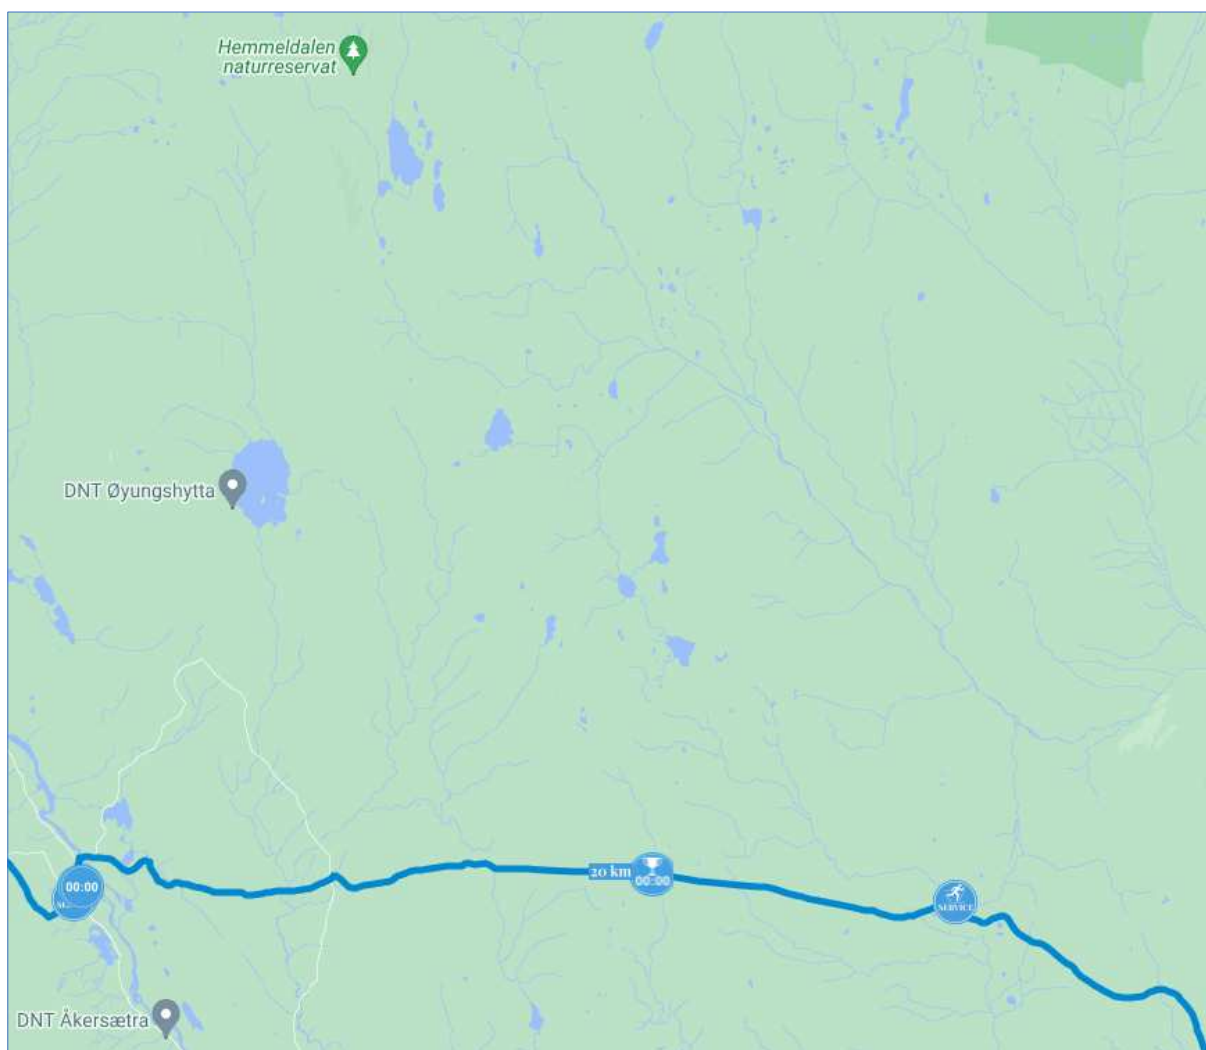 Hemmeldalen
naturreservat
DNT Øyungshytta
20 km
00:00
00:00
SERVICE
DNT Åkersætra